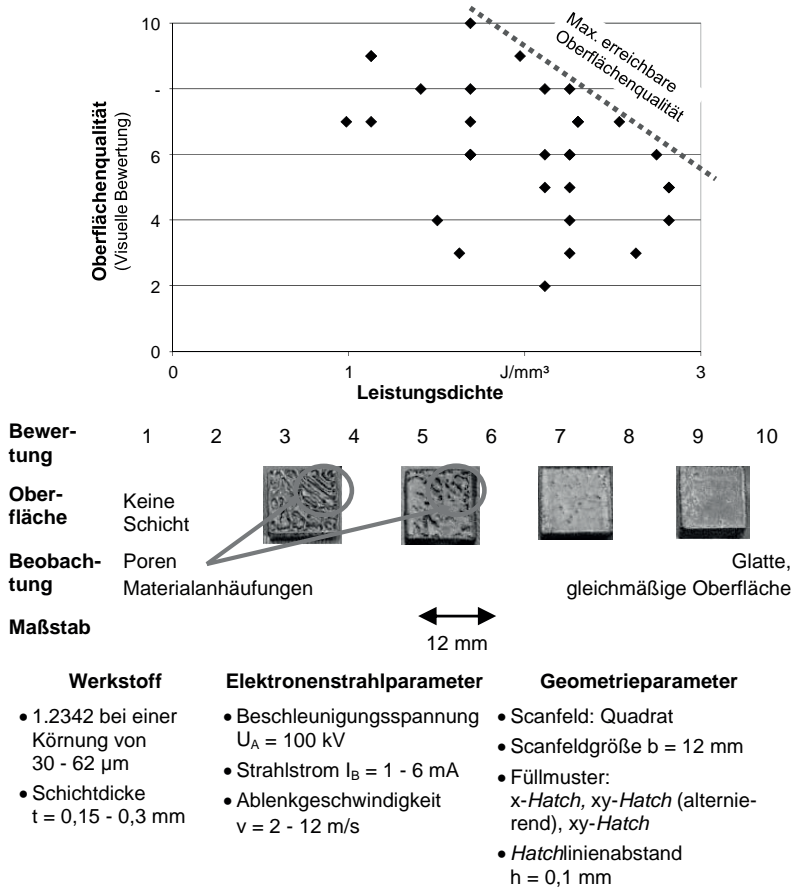 10
-
6
4
2
0
Oberflächenqualität
(Visuelle Bewertung)
Max. erreichbare
Oberflächenqualität
0 1 J/mm³ 3
Leistungsdichte
Bewer-
tung
1 2 3 4 5 6 7 8 9 10
Ober-
fläche
Keine
Schicht
Beobach-
tung
Poren
Materialanhäufungen
Glatte,
gleichmäßige Oberfläche
Maßstab
12 mm
Werkstoff
• 1.2342 bei einer
Körnung von
30 - 62 µm
• Schichtdicke
t = 0,15 - 0,3 mm
Elektronenstrahlparameter
• Beschleunigungsspannung
U_A = 100 kV
• Strahlstrom I_B = 1 - 6 mA
• Ablenkgeschwindigkeit
v = 2 - 12 m/s
Geometrieparameter
• Scanfeld: Quadrat
• Scanfeldgröße b = 12 mm
• Füllmuster:
x-Hatch, xy-Hatch (alternie-
rend), xy-Hatch
• Hatchlinienabstand
h = 0,1 mm